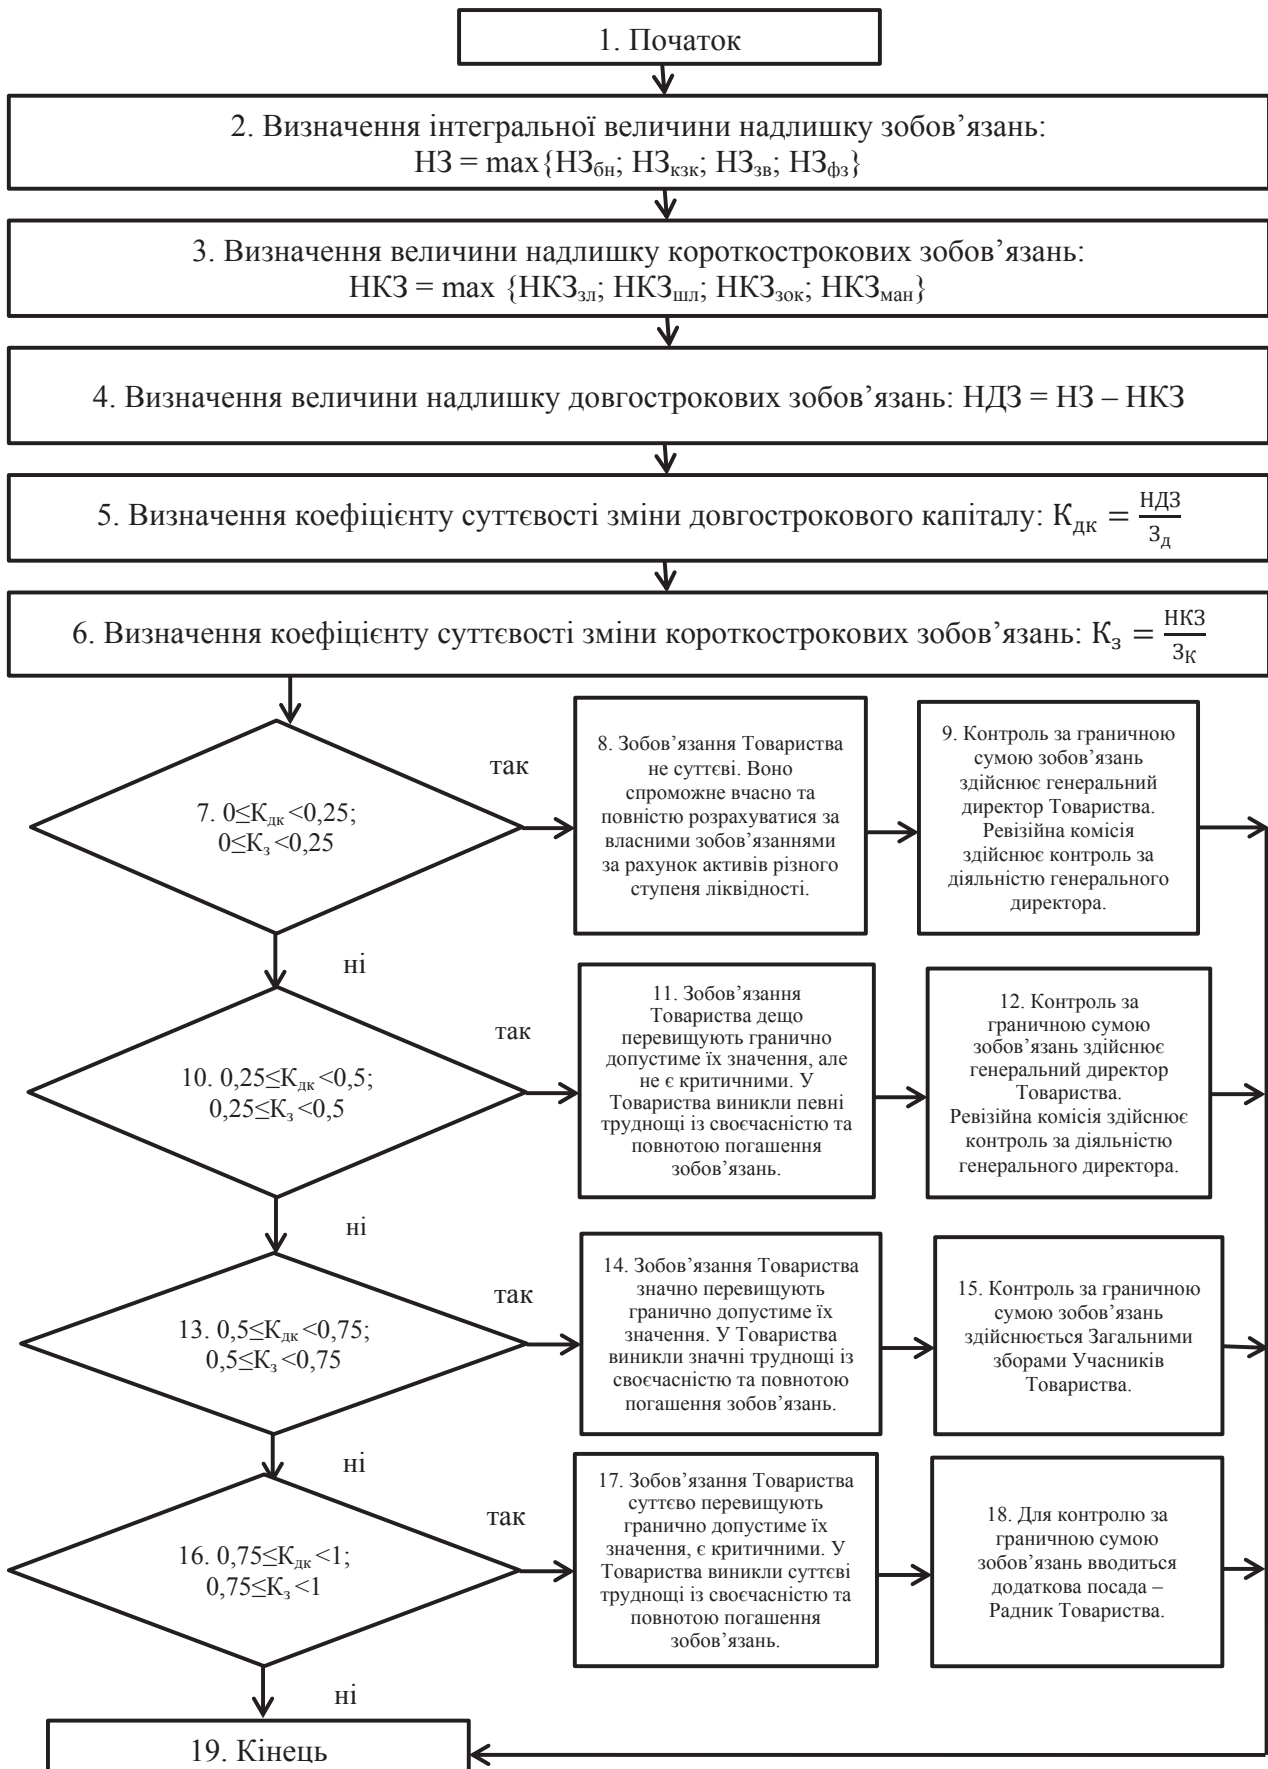 1. Початок
2. Визначення інтегральної величини надлишку зобов’язань:
НЗ = max{НЗбн; НЗкзк; НЗзв; НЗфз}
3. Визначення величини надлишку короткострокових зобов’язань:
НКЗ = max {НКЗзл; НКЗшл; НКЗзок; НКЗман}
4. Визначення величини надлишку довгострокових зобов’язань: НДЗ = НЗ – НКЗ
5. Визначення коефіцієнту суттєвості зміни довгострокового капіталу: Kдк = НДЗ/Зд
6. Визначення коефіцієнту суттєвості зміни короткострокових зобов’язань: Kз = НКЗ/ЗК
7. 0≤Кдк<0,25;
0≤Кз<0,25
так
8. Зобов’язання Товариства
не суттєві. Воно
спроможне вчасно та
повністю розрахуватися за
власними зобов’язаннями
за рахунок активів різного
ступеня ліквідності.
9. Контроль за граничною
сумою зобов’язань
здійснює генеральний
директор Товариства.
Ревізійна комісія
здійснює контроль за
діяльністю генерального
директора.
ні
10. 0,25≤Кдк<0,5;
0,25≤Кз<0,5
так
11. Зобов’язання
Товариства дещо
перевищують гранично
допустиме їх значення, але
не є критичними. У
Товариства виникли певні
труднощі із своєчасністю та
повнотою погашення
зобов’язань.
12. Контроль за
граничною сумою
зобов’язань здійснює
генеральний директор
Товариства.
Ревізійна комісія здійснює
контроль за діяльністю
генерального директора.
ні
13. 0,5≤Кдк<0,75;
0,5≤Кз<0,75
так
14. Зобов’язання Товариства
значно перевищують
гранично допустиме їх
значення. У Товариства
виникли значні труднощі із
своєчасністю та повнотою
погашення зобов’язань.
15. Контроль за граничною
сумою зобов’язань
здійснюється Загальними
зборами Учасників
Товариства.
ні
16. 0,75≤Кдк<1;
0,75≤Кз<1
так
17. Зобов’язання Товариства
суттєво перевищують
гранично допустиме їх
значення, є критичними. У
Товариства виникли суттєві
труднощі із своєчасністю та
повнотою погашення
зобов’язань.
18. Для контролю за
граничною сумою
зобов’язань вводиться
додаткова посада –
Радник Товариства.
ні
19. Кінець